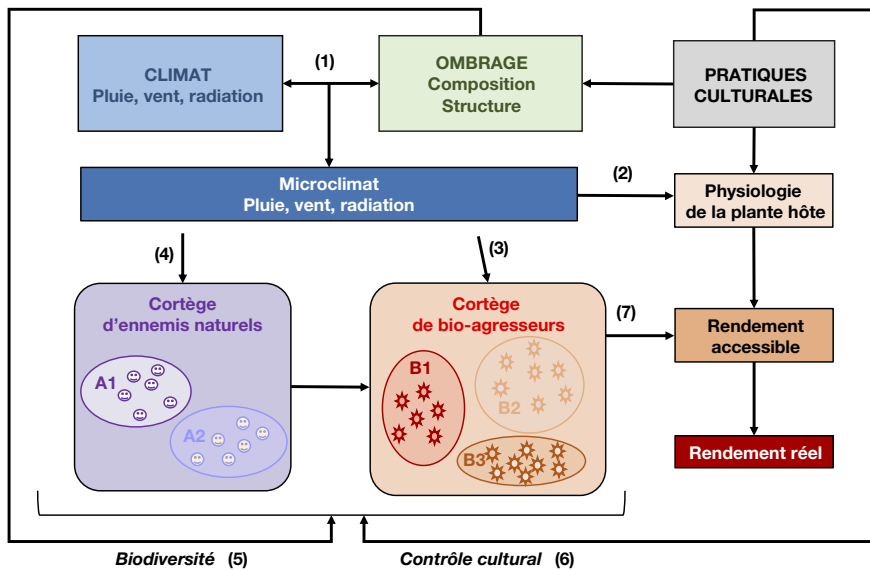 CLIMAT
Pluie, vent, radiation
(1)
OMBRAGE
Composition
Structure
PRATIQUES
CULTURALES
Microclimat
Pluie, vent, radiation
(2)
Physiologie
de la plante hôte
(4)
(3)
Cortège
d'ennemis naturels
A1
A2
Cortège
de bio-agresseurs
B1
B2
B3
(7)
Rendement
accessible
Rendement réel
Biodiversité (5)
Contrôle cultural (6)